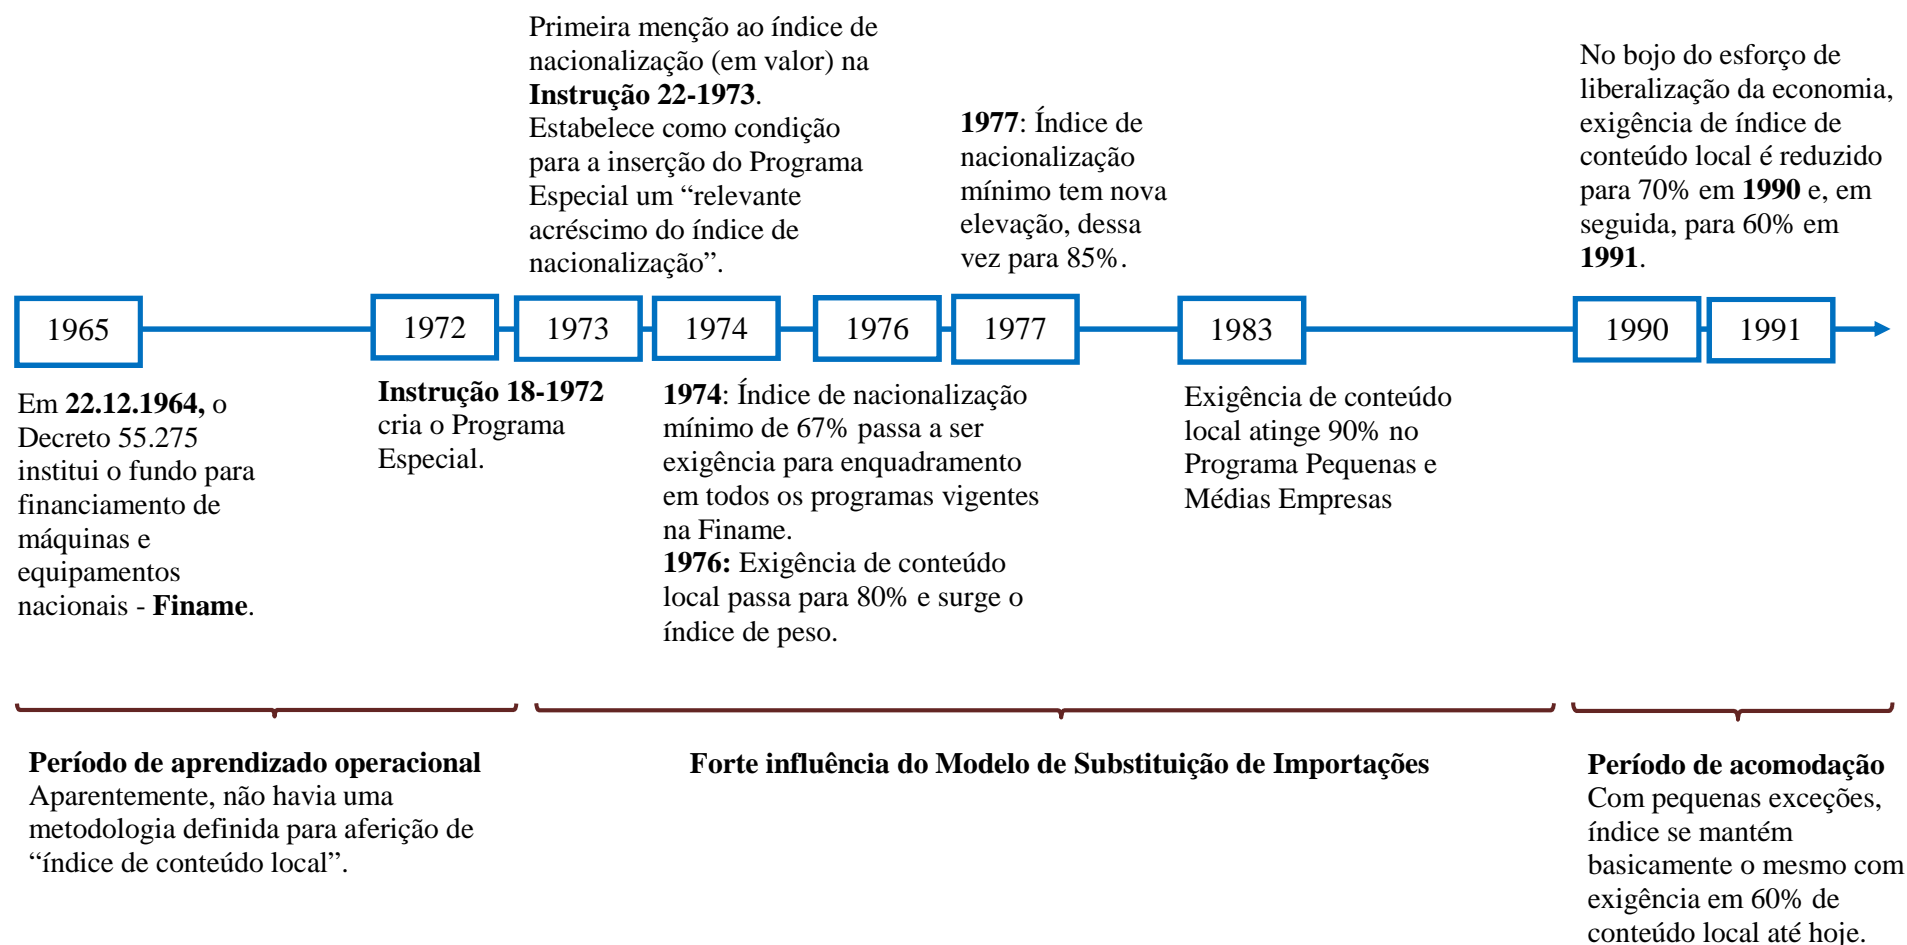 Primeira menção ao índice de
nacionalização (em valor) na
Instrução 22-1973.
Estabelece como condição
para a inserção do Programa
Especial um “relevante
acréscimo do índice de
nacionalização”.
1977: Índice de
nacionalização
mínimo tem nova
elevação, dessa
vez para 85%.
No bojo do esforço de
liberalização da economia,
exigência de índice de
conteúdo local é reduzido
para 70% em 1990 e, em
seguida, para 60% em
1991.
1965
1972
1973
1974
1976
1977
1983
1990
1991
Em 22.12.1964, o
Decreto 55.275
institui o fundo para
financiamento de
máquinas e
equipamentos
nacionais - Finame.
Instrução 18-1972
cria o Programa
Especial.
1974: Índice de nacionalização
mínimo de 67% passa a ser
exigência para enquadramento
em todos os programas vigentes
na Finame.
1976: Exigência de conteúdo
local passa para 80% e surge o
índice de peso.
Exigência de conteúdo
local atinge 90% no
Programa Pequenas e
Médias Empresas
Período de aprendizado operacional
Aparentemente, não havia uma
metodologia definida para aferição de
“índice de conteúdo local”.
Forte influência do Modelo de Substituição de Importações
Período de acomodação
Com pequenas exceções,
índice se mantém
basicamente o mesmo com
exigência em 60% de
conteúdo local até hoje.